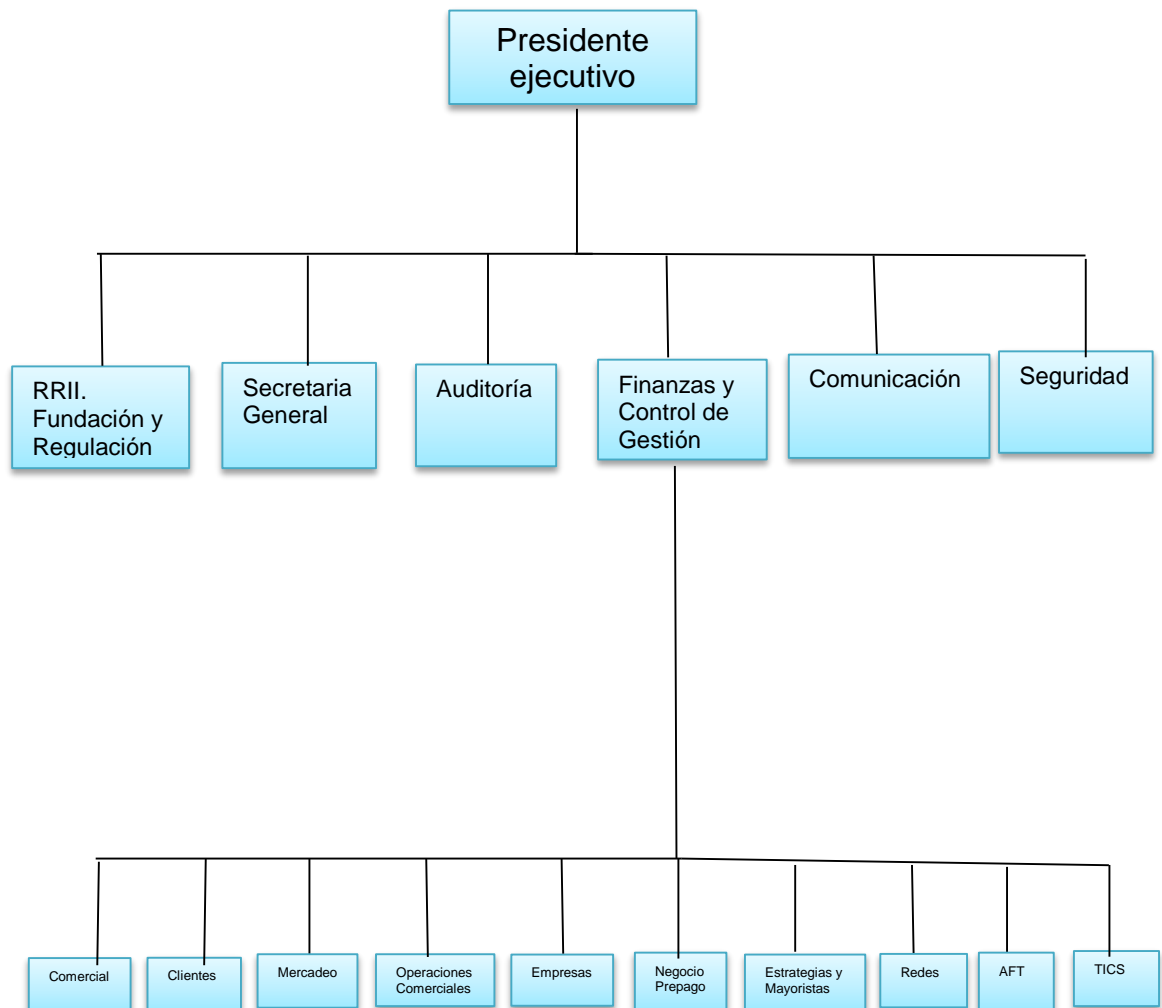 Presidente
ejecutivo
RRII.
Fundación y
Regulación
Secretaria
General
Auditoría
Finanzas y
Control de
Gestión
Comunicación
Seguridad
Comercial
Clientes
Mercadeo
Operaciones
Comerciales
Empresas
Negocio
Prepago
Estrategias y
Mayoristas
Redes
AFT
TICS